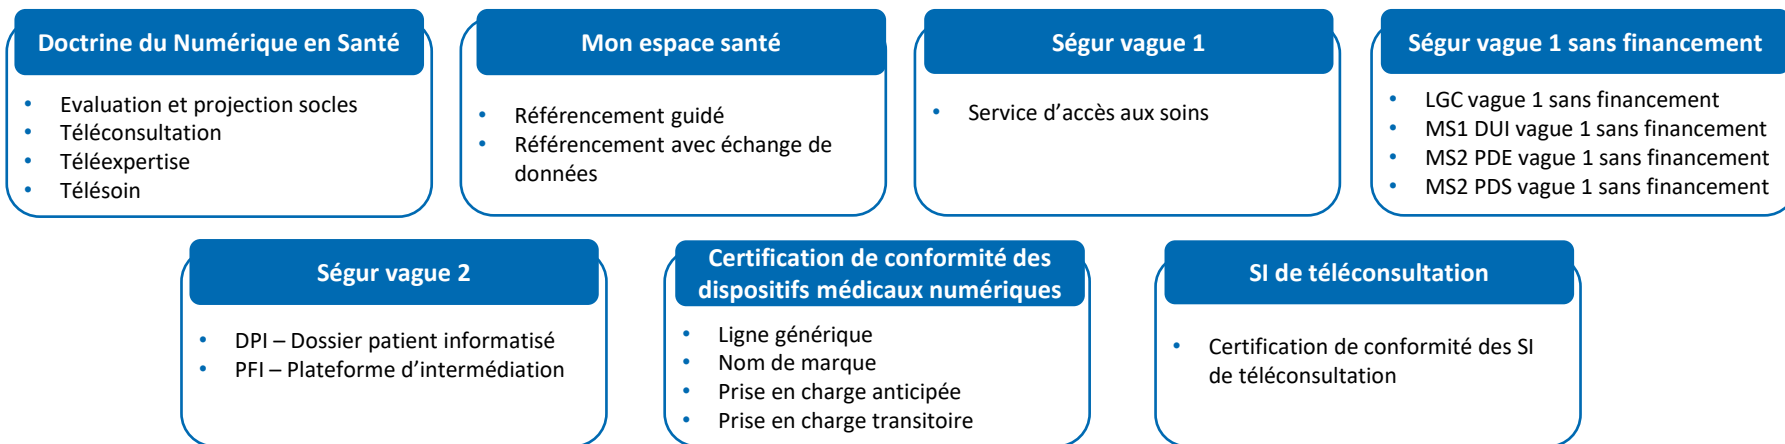 Doctrine du Numérique en Santé
• Evaluation et projection socles
• Téléconsultation
• Téléexpertise
• Télésoin
Mon espace santé
• Référencement guidé
• Référencement avec échange de
données
Ségur vague 1
• Service d’accès aux soins
Ségur vague 1 sans financement
• LGC vague 1 sans financement
• MS1 DUI vague 1 sans financement
• MS2 PDE vague 1 sans financement
• MS2 PDS vague 1 sans financement
Ségur vague 2
• DPI – Dossier patient informatisé
• PFI – Plateforme d’intermédiation
Certification de conformité des
dispositifs médicaux numériques
• Ligne générique
• Nom de marque
• Prise en charge anticipée
• Prise en charge transitoire
SI de téléconsultation
• Certification de conformité des SI
de téléconsultation